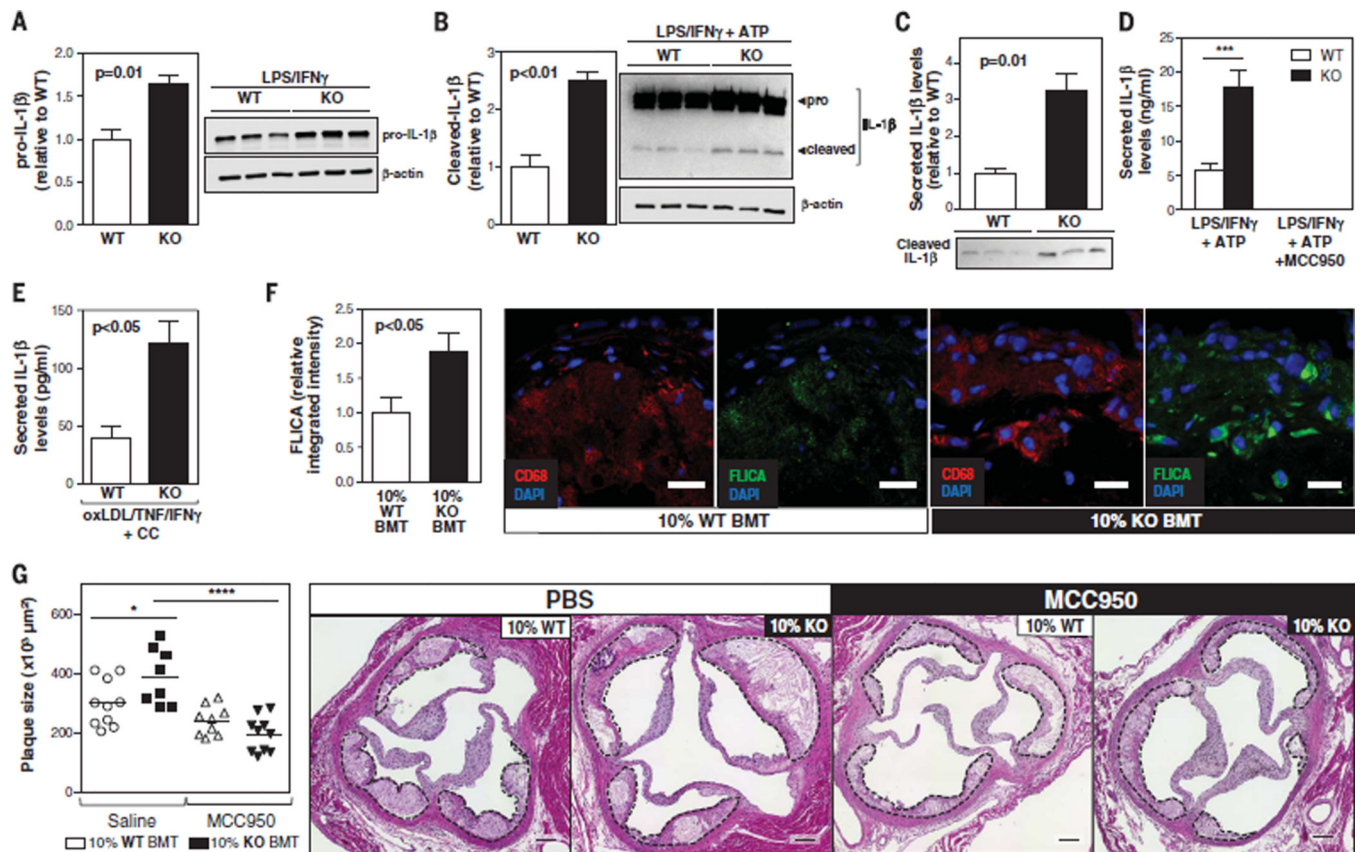 A
pro-IL-1β
(relative to WT)
2.0
1.5
1.0
0.5
0.0
p=0.01
WT
KO
LPS/IFNγ
WT
KO
pro-IL-1β
β-actin
B
Cleaved-IL-1β
(relative to WT)
3
2
1
0
p<0.01
WT
KO
LPS/IFNγ + ATP
WT
KO
pro
cleaved
IL-1β
β-actin
C
Secreted IL-1β levels
(relative to WT)
5
4
3
2
1
0
p=0.01
WT
KO
Cleaved
IL-1β
D
Secreted IL-1β
levels (ng/ml)
25
20
15
10
5
0
***
WT
KO
LPS/IFNγ
+ ATP
LPS/IFNγ
+ ATP
+MCC950
E
Secreted IL-1β
levels (pg/ml)
150
100
50
0
p<0.05
WT
KO
oxLDL/TNF/IFNγ
+ CC
F
FLICA (relative
integrated intensity)
2.5
2.0
1.5
1.0
0.5
0.0
p<0.05
10%
WT
BMT
10%
KO
BMT
CD68
DAPI
FLICA
DAPI
CD68
DAPI
FLICA
DAPI
10% WT BMT
10% KO BMT
G
Plaque size (x10³ µm²)
600
400
200
0
*
****
Saline
MCC950
10% WT BMT
10% KO BMT
PBS
MCC950
10% WT
10% KO
10% WT
10% KO